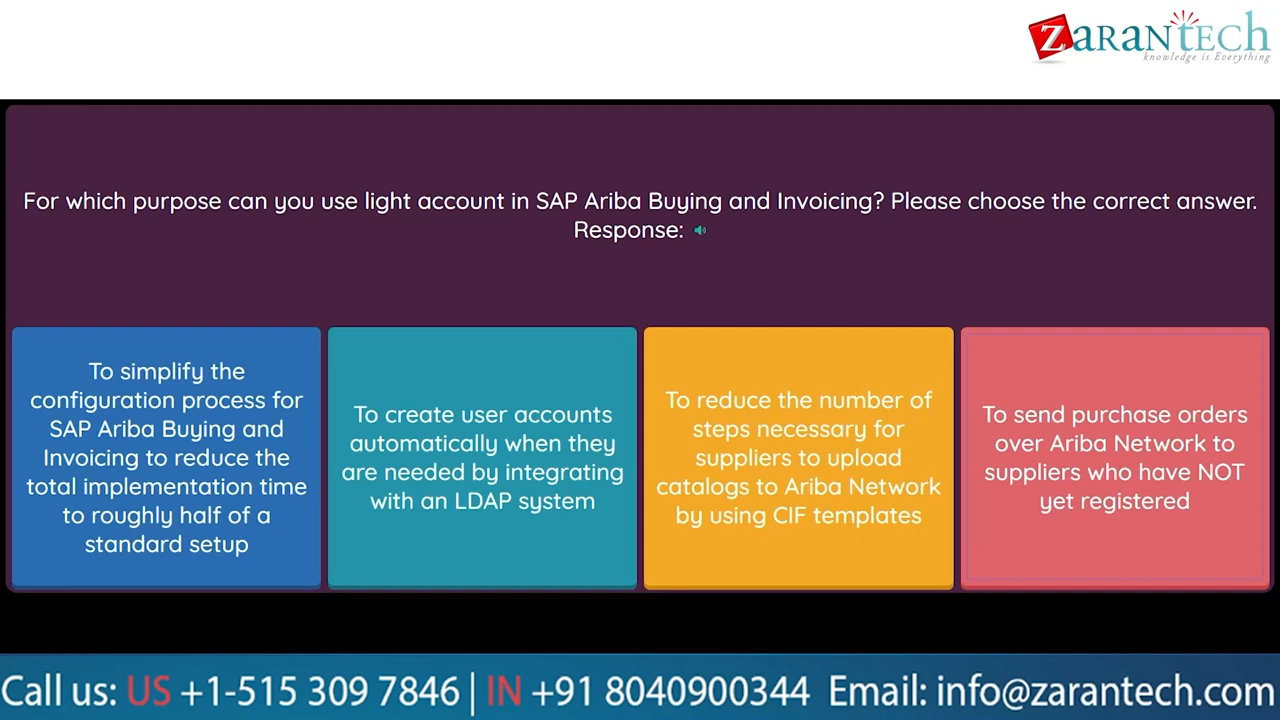 ZARANTECH
knowledge is Everything
For which purpose can you use light account in SAP Ariba Buying and Invoicing? Please choose the correct answer.
Response:
To simplify the
configuration process for
SAP Ariba Buying and
Invoicing to reduce the
total implementation time
to roughly half of a
standard setup
To create user accounts
automatically when they
are needed by integrating
with an LDAP system
To reduce the number of
steps necessary for
suppliers to upload
catalogs to Ariba Network
by using CIF templates
To send purchase orders
over Ariba Network to
suppliers who have NOT
yet registered
Call us: US +1-515 309 7846 | IN +91 8040900344 Email: info@zarantech.com